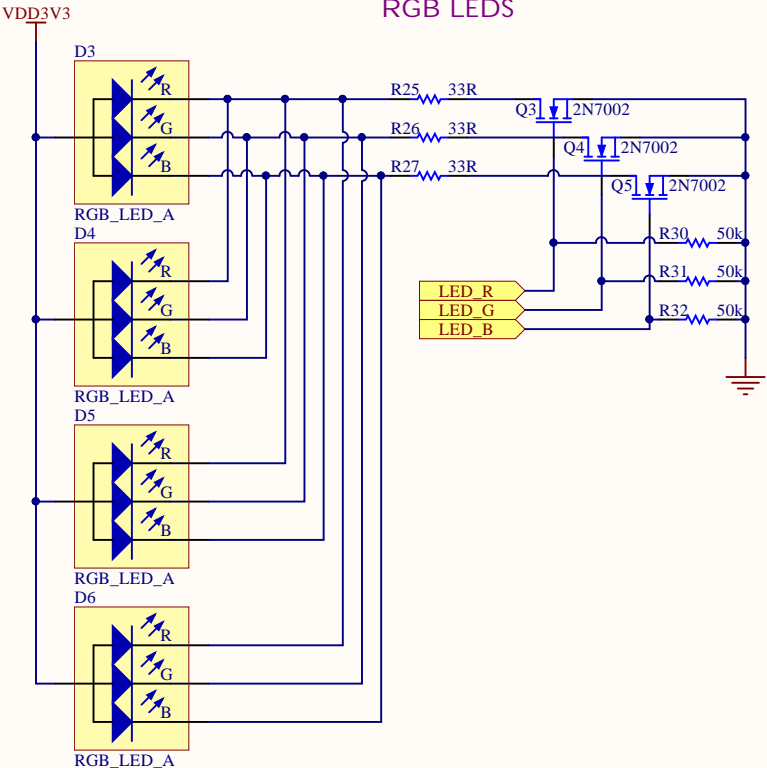 RGB LEDS
VDD3V3
D3
R
G
B
RGB_LED_A
D4
R
G
B
RGB_LED_A
D5
R
G
B
RGB_LED_A
D6
R
G
B
RGB_LED_A
R25 33R
R26 33R
R27 33R
Q3 2N7002
Q4 2N7002
Q5 2N7002
R30 50k
R31 50k
R32 50k
LED_R
LED_G
LED_B